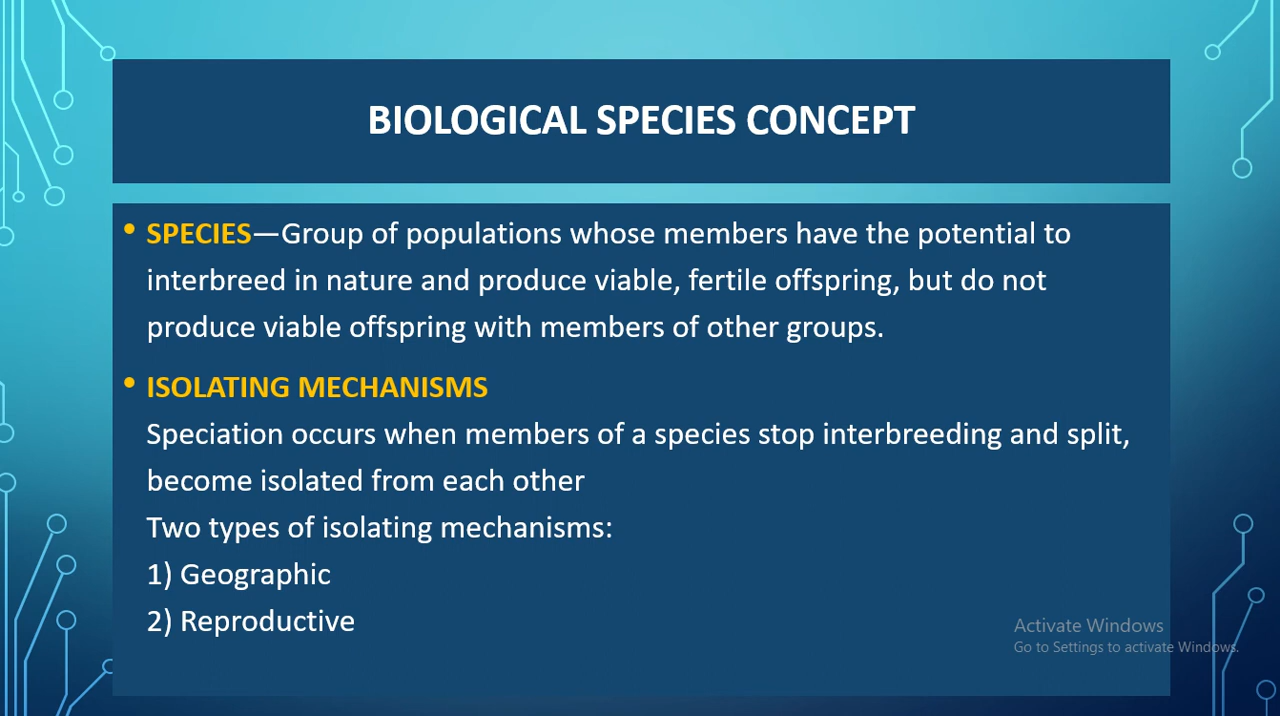 BIOLOGICAL SPECIES CONCEPT
• SPECIES—Group of populations whose members have the potential to
interbreed in nature and produce viable, fertile offspring, but do not
produce viable offspring with members of other groups.
• ISOLATING MECHANISMS
Speciation occurs when members of a species stop interbreeding and split,
become isolated from each other
Two types of isolating mechanisms:
1) Geographic
2) Reproductive
Activate Windows
Go to Settings to activate Windows.